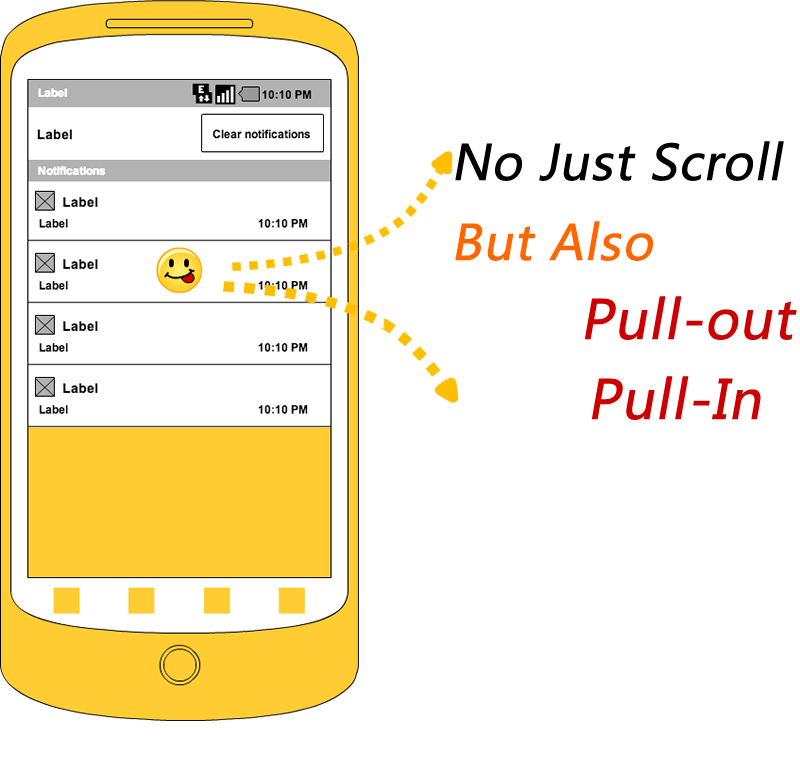 Label 10:10 PM
Label Clear notifications
Notifications
Label
Label 10:10 PM
Label
Label 10:10 PM
Label
Label 10:10 PM
Label
Label 10:10 PM
No Just Scroll
But Also
Pull-out
Pull-In